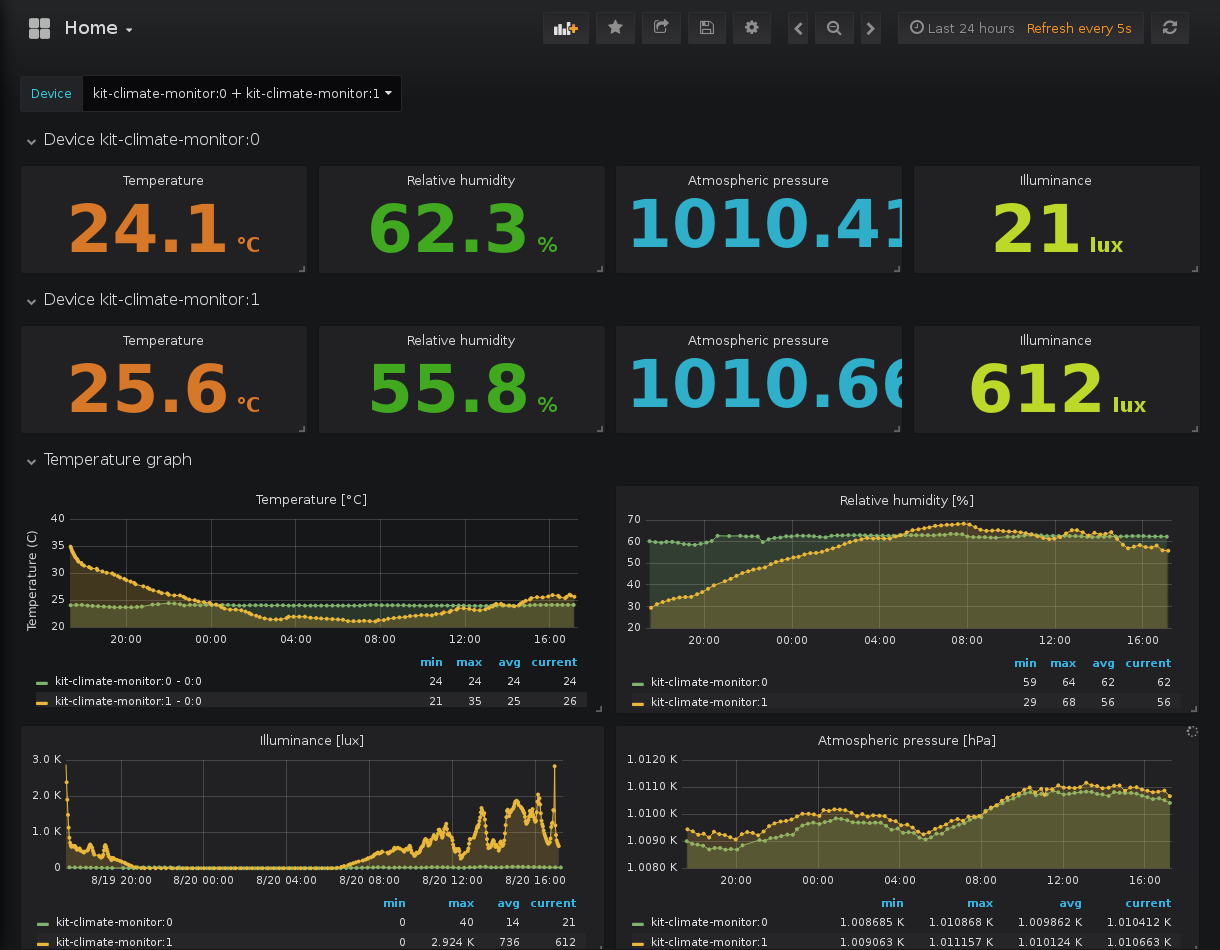 Home
Last 24 hours Refresh every 5s
Device kit-climate-monitor:0 + kit-climate-monitor:1
Device kit-climate-monitor:0
Temperature Relative humidity Atmospheric pressure Illuminance
24.1 °C 62.3 % 1010.41 21 lux
Device kit-climate-monitor:1
Temperature Relative humidity Atmospheric pressure Illuminance
25.6 °C 55.8 % 1010.66 612 lux
Temperature graph
Temperature [°C]
Temperature (C)
40
35
30
25
20
20:00 00:00 04:00 08:00 12:00 16:00
min max avg current
kit-climate-monitor:0 - 0:0 24 24 24 24
kit-climate-monitor:1 - 0:0 21 35 25 26
Relative humidity [%]
70
60
50
40
30
20
20:00 00:00 04:00 08:00 12:00 16:00
min max avg current
kit-climate-monitor:0 59 64 62 62
kit-climate-monitor:1 29 68 56 56
Illuminance [lux]
3.0 K
2.0 K
1.0 K
0
8/19 20:00 8/20 00:00 8/20 04:00 8/20 08:00 8/20 12:00 8/20 16:00
min max avg current
kit-climate-monitor:0 0 40 14 21
kit-climate-monitor:1 0 2.924 K 736 612
Atmospheric pressure [hPa]
1.0120 K
1.0110 K
1.0100 K
1.0090 K
1.0080 K
20:00 00:00 04:00 08:00 12:00 16:00
min max avg current
kit-climate-monitor:0 1.008685 K 1.010868 K 1.009862 K 1.010412 K
kit-climate-monitor:1 1.009063 K 1.011157 K 1.010124 K 1.010663 K